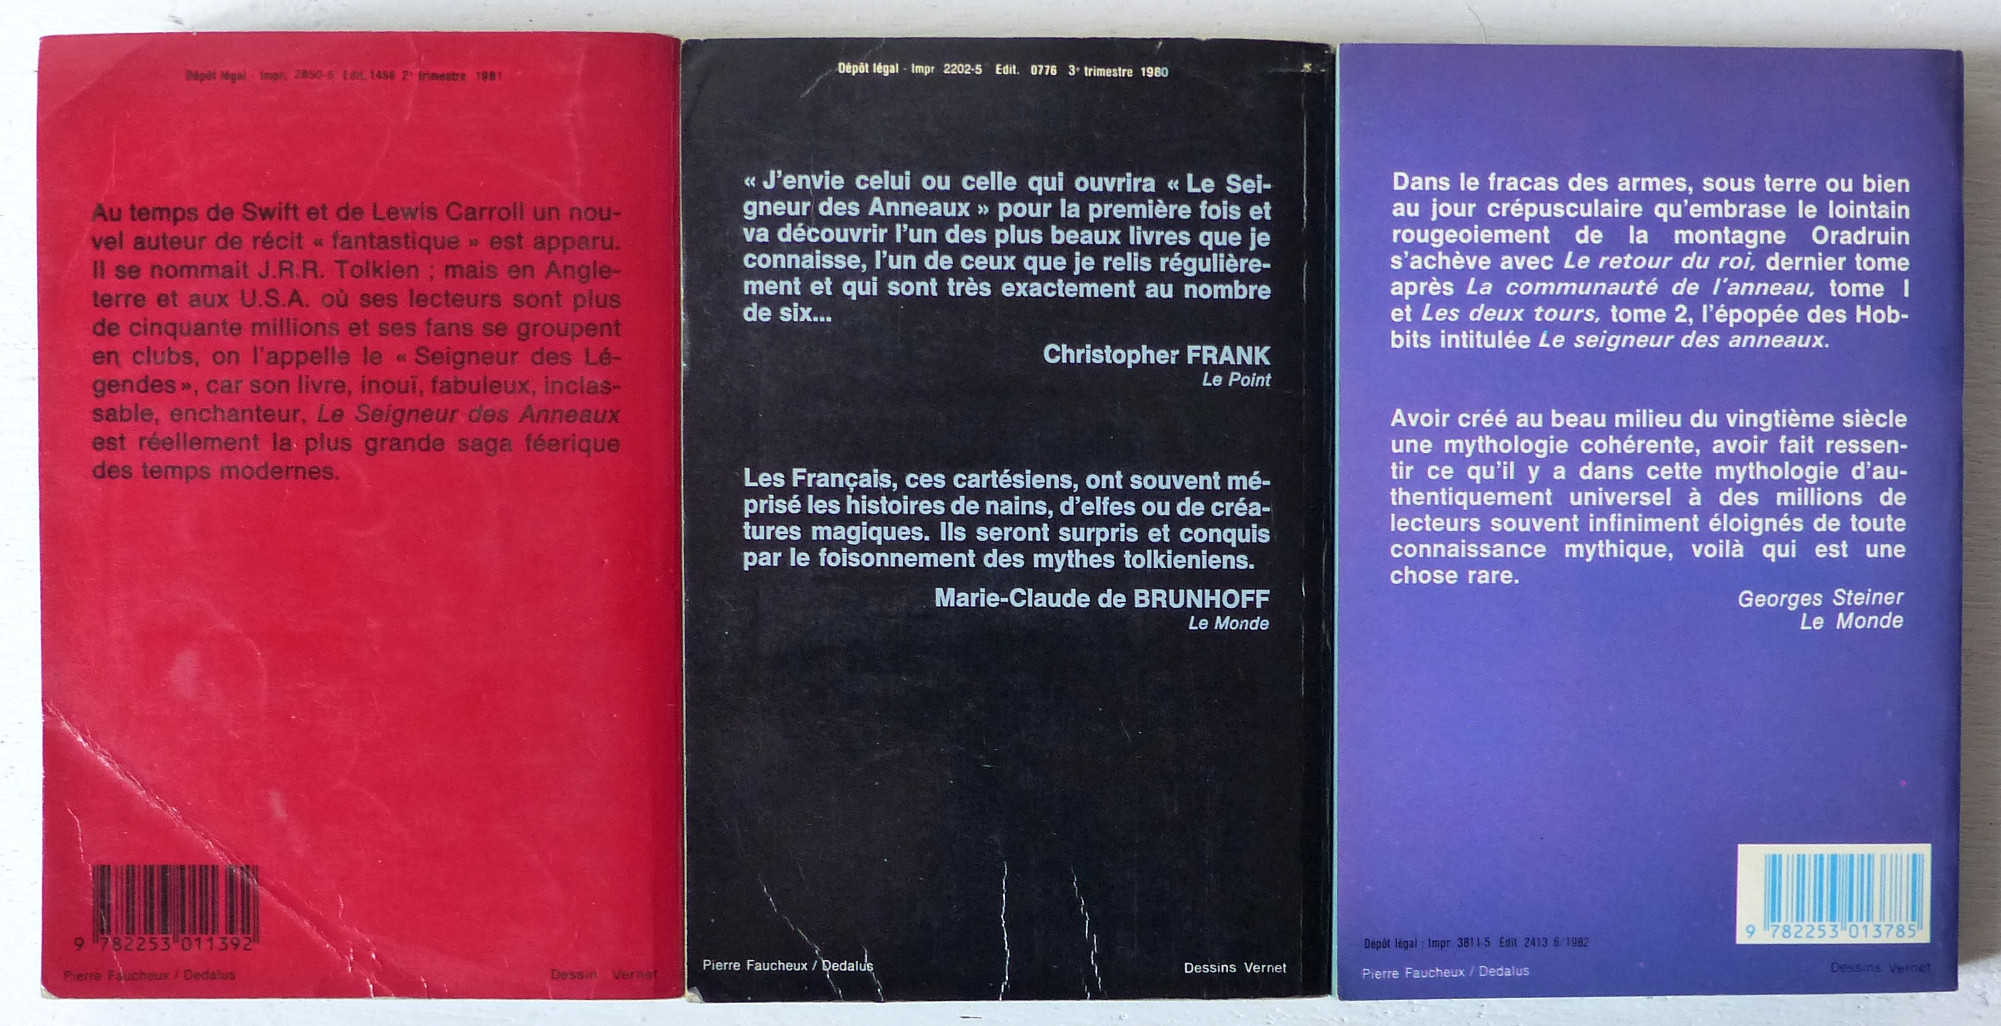 Dépôt légal - Impr. 2850-5 Edit. 1456 2e trimestre 1981
Au temps de Swift et de Lewis Carroll un nou-
vel auteur de récit « fantastique » est apparu.
Il se nommait J.R.R. Tolkien ; mais en Angle-
terre et aux U.S.A. où ses lecteurs sont plus
de cinquante millions et ses fans se groupent
en clubs, on l'appelle le « Seigneur des Lé-
gendes », car son livre, inouï, fabuleux, inclas-
sable, enchanteur, Le Seigneur des Anneaux
est réellement la plus grande saga féerique
des temps modernes.
9 782253 011392
Pierre Faucheux / Dedalus
Dessin Vernet
Dépôt légal - Impr 2202-5 Edit. 0776 3e trimestre 1980
« J'envie celui ou celle qui ouvrira « Le Sei-
gneur des Anneaux » pour la première fois et
va découvrir l'un des plus beaux livres que je
connaisse, l'un de ceux que je relis régulière-
ment et qui sont très exactement au nombre
de six...
Christopher FRANK
Le Point
Les Français, ces cartésiens, ont souvent mé-
prisé les histoires de nains, d'elfes ou de créa-
tures magiques. Ils seront surpris et conquis
par le foisonnement des mythes tolkieniens.
Marie-Claude de BRUNHOFF
Le Monde
Pierre Faucheux / Dedalus
Dessins Vernet
Dans le fracas des armes, sous terre ou bien
au jour crépusculaire qu'embrase le lointain
rougeoiement de la montagne Oradruin
s'achève avec Le retour du roi, dernier tome
après La communauté de l'anneau, tome I
et Les deux tours, tome 2, l'épopée des Hob-
bits intitulée Le seigneur des anneaux.
Avoir créé au beau milieu du vingtième siècle
une mythologie cohérente, avoir fait ressen-
tir ce qu'il y a dans cette mythologie d'au-
thentiquement universel à des millions de
lecteurs souvent infiniment éloignés de toute
connaissance mythique, voilà qui est une
chose rare.
Georges Steiner
Le Monde
9 782253 013785
Dépôt légal : Impr. 3811-5 Edit. 2413 6/1982
Pierre Faucheux / Dedalus
Dessins Vernet